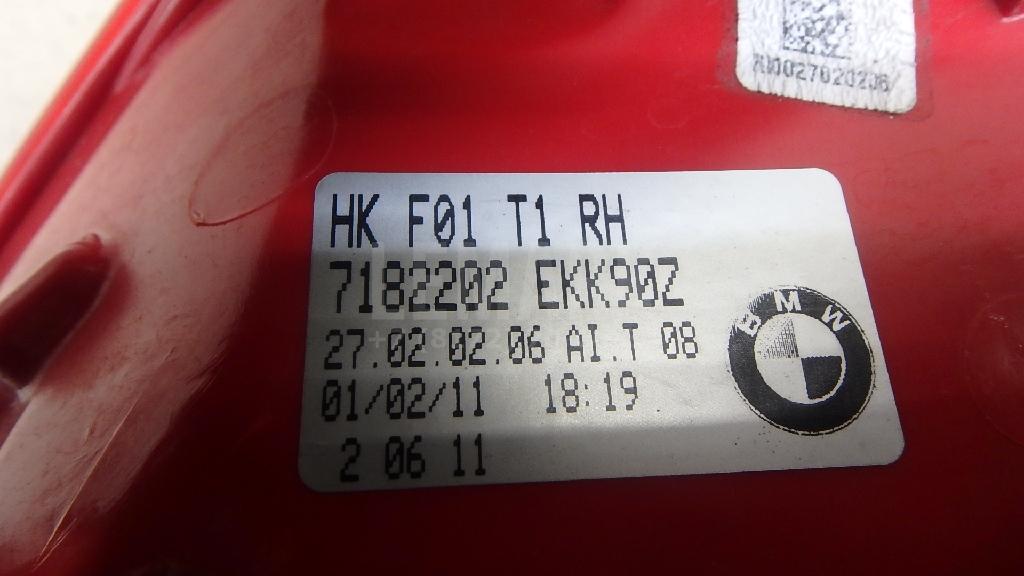 HK F01 T1 RH
7182202 EKK90Z
27.02.02.06 AI.T 08
01/02/11 18:19
2 06 11
BMW